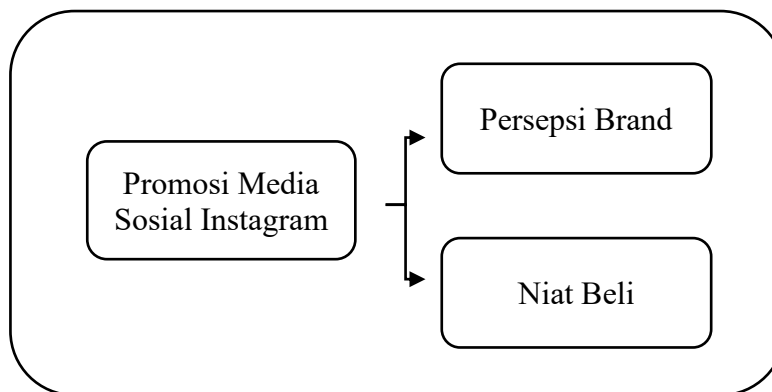 Promosi Media
Sosial Instagram
Persepsi Brand
Niat Beli